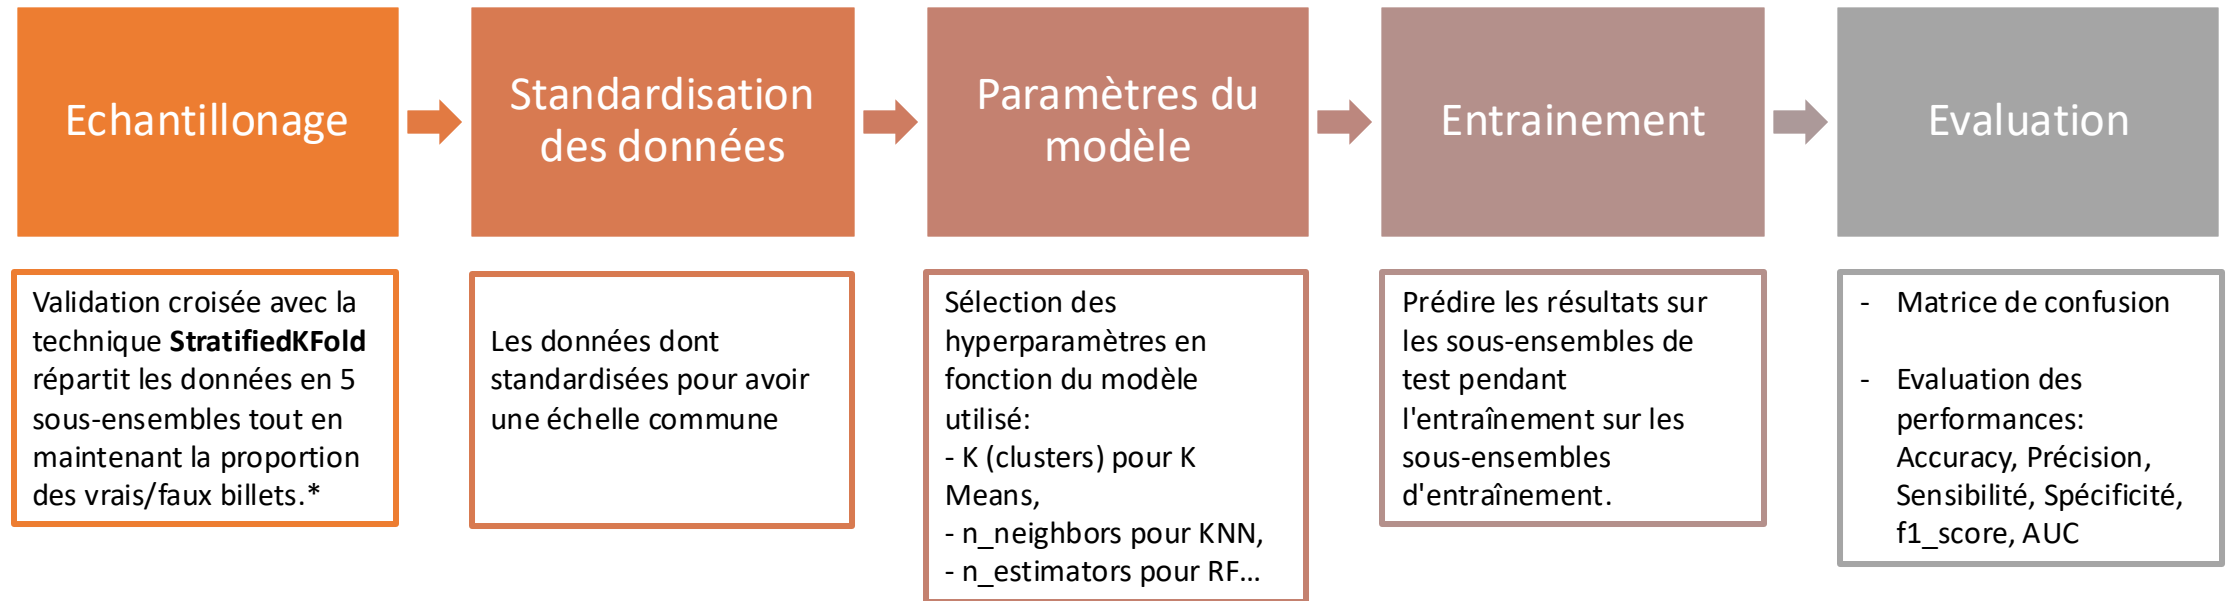 Echantillonage
Standardisation
des données
Paramètres du
modèle
Entrainement
Evaluation
Validation croisée avec la
technique StratifiedKFold
répartit les données en 5
sous-ensembles tout en
maintenant la proportion
des vrais/faux billets.*
Les données dont
standardisées pour avoir
une échelle commune
Sélection des
hyperparamètres en
fonction du modèle
utilisé:
- K (clusters) pour K
Means,
- n_neighbors pour KNN,
- n_estimators pour RF...
Prédire les résultats sur
les sous-ensembles de
test pendant
l'entraînement sur les
sous-ensembles
d'entraînement.
- Matrice de confusion
- Evaluation des
performances:
Accuracy, Précision,
Sensibilité, Spécificité,
f1_score, AUC